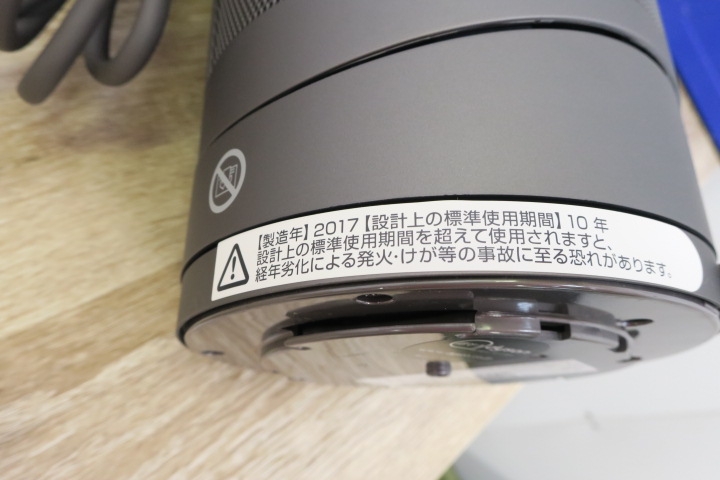 【製造年】2017【設計上の標準使用期間】10年
設計上の標準使用期間を超えて使用されますと、
経年劣化による発火・けが等の事故に至る恐れがあります。